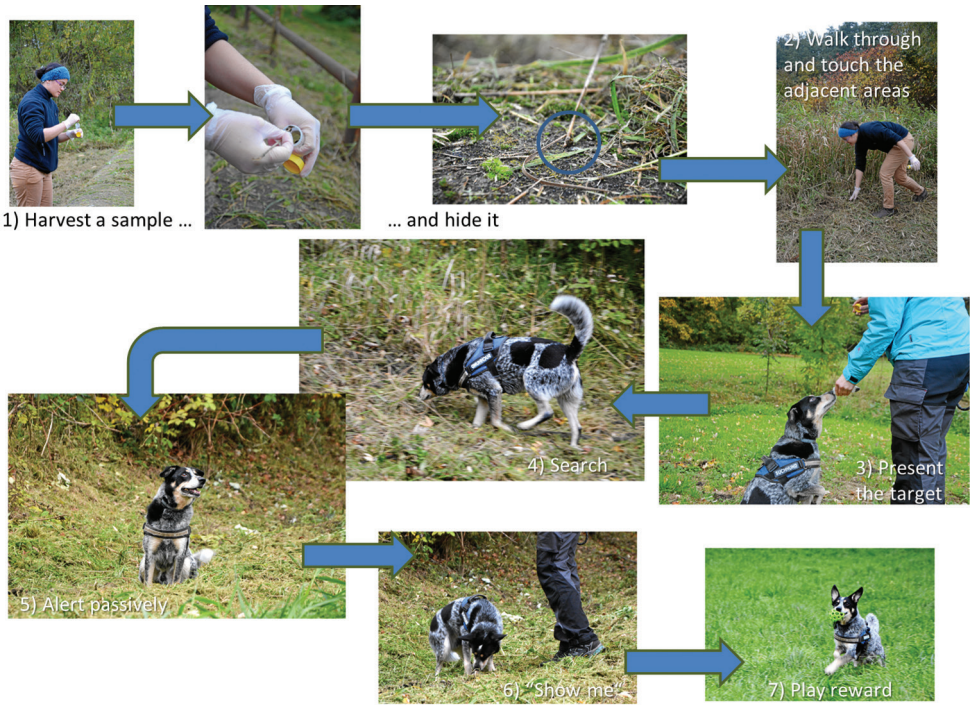 1) Harvest a sample ...
... and hide it
2) Walk through
and touch the
adjacent areas
3) Present
the target
4) Search
5) Alert passively
6) “Show me“
7) Play reward